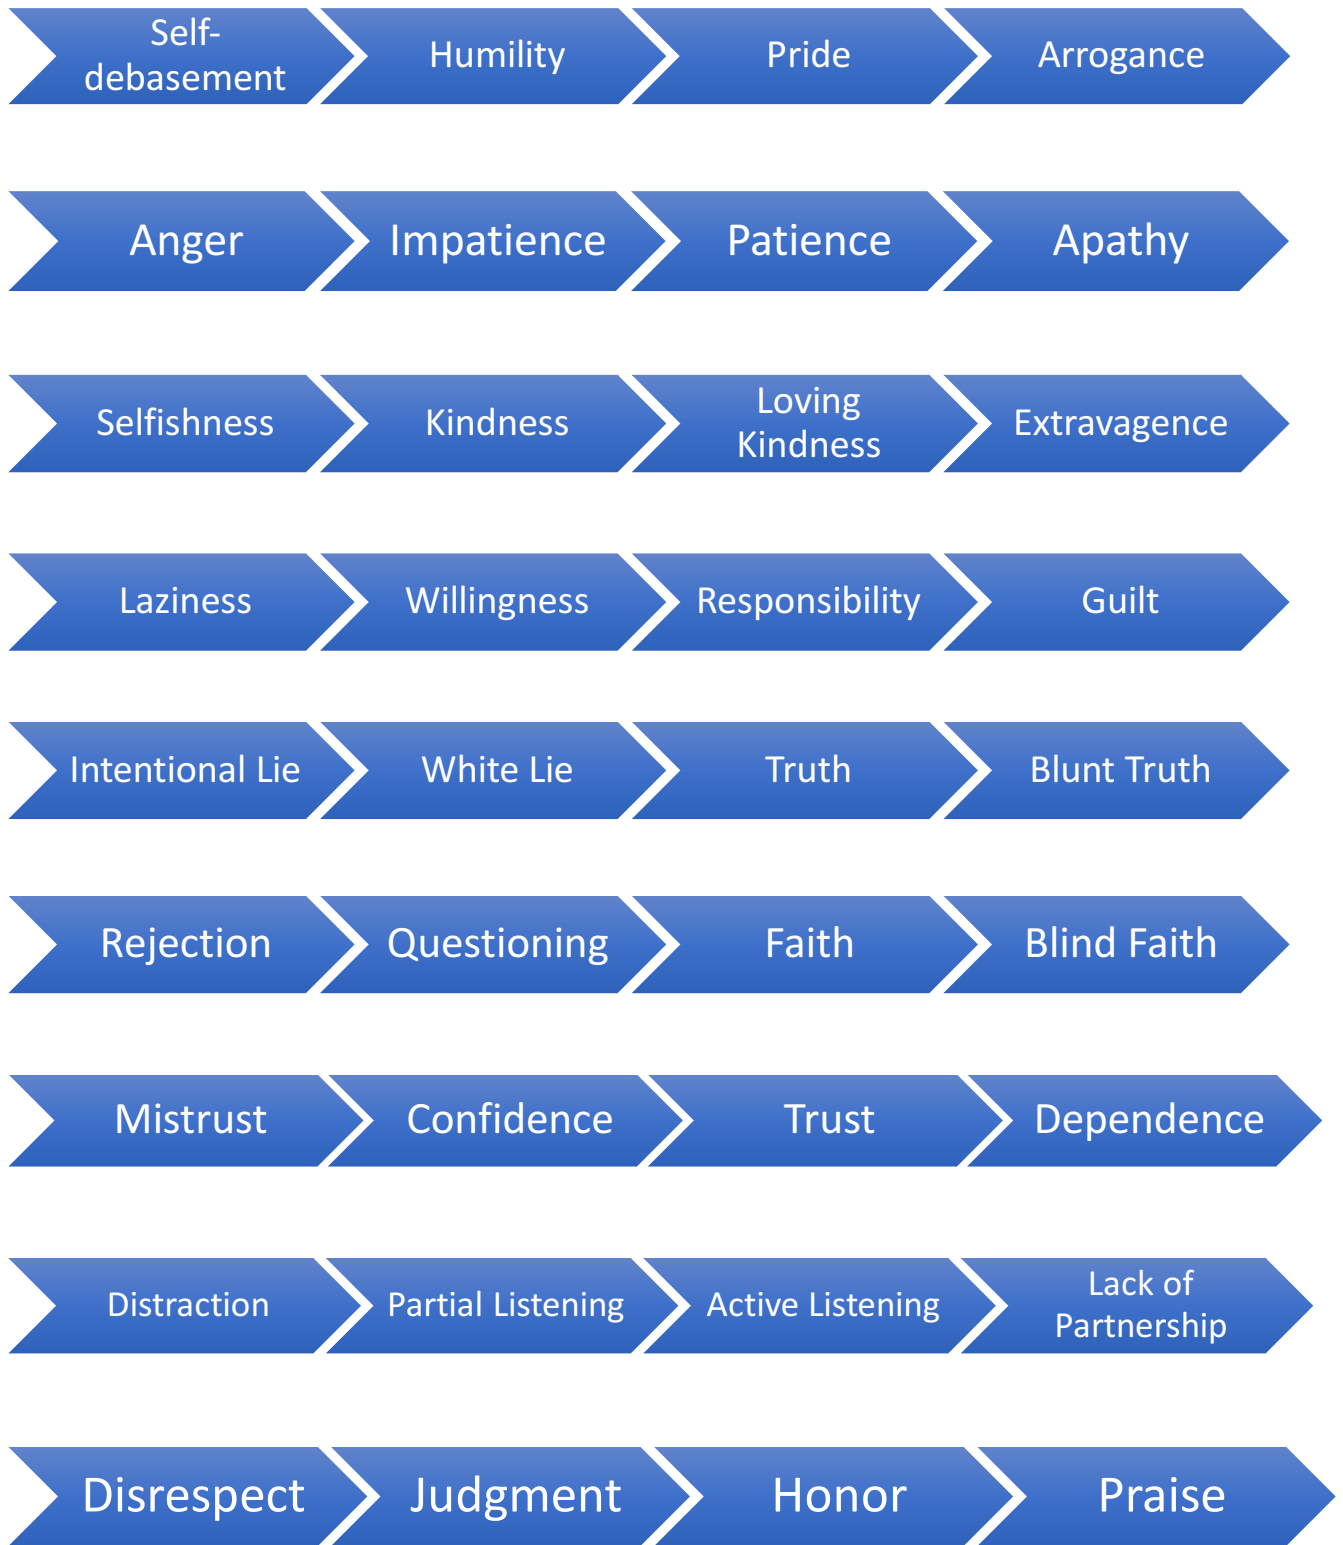 Self-
debasement
Humility
Pride
Arrogance
Anger
Impatience
Patience
Apathy
Selfishness
Kindness
Loving
Kindness
Extravagence
Laziness
Willingness
Responsibility
Guilt
Intentional Lie
White Lie
Truth
Blunt Truth
Rejection
Questioning
Faith
Blind Faith
Mistrust
Confidence
Trust
Dependence
Distraction
Partial Listening
Active Listening
Lack of
Partnership
Disrespect
Judgment
Honor
Praise